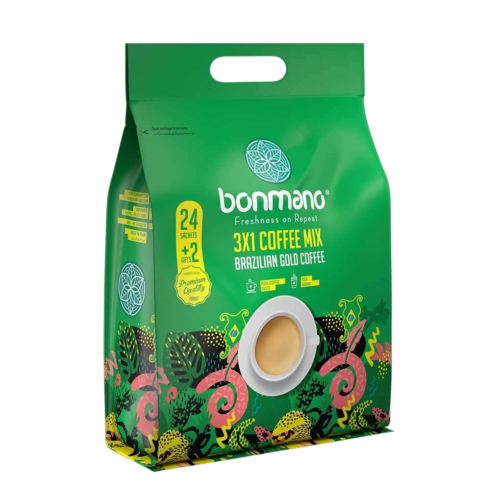 bonmano®
Freshness on Repeat
24
SACHETS
+2
GIFTS
3X1 COFFEE MIX
BRAZILIAN GOLD COFFEE
Premium
Quality